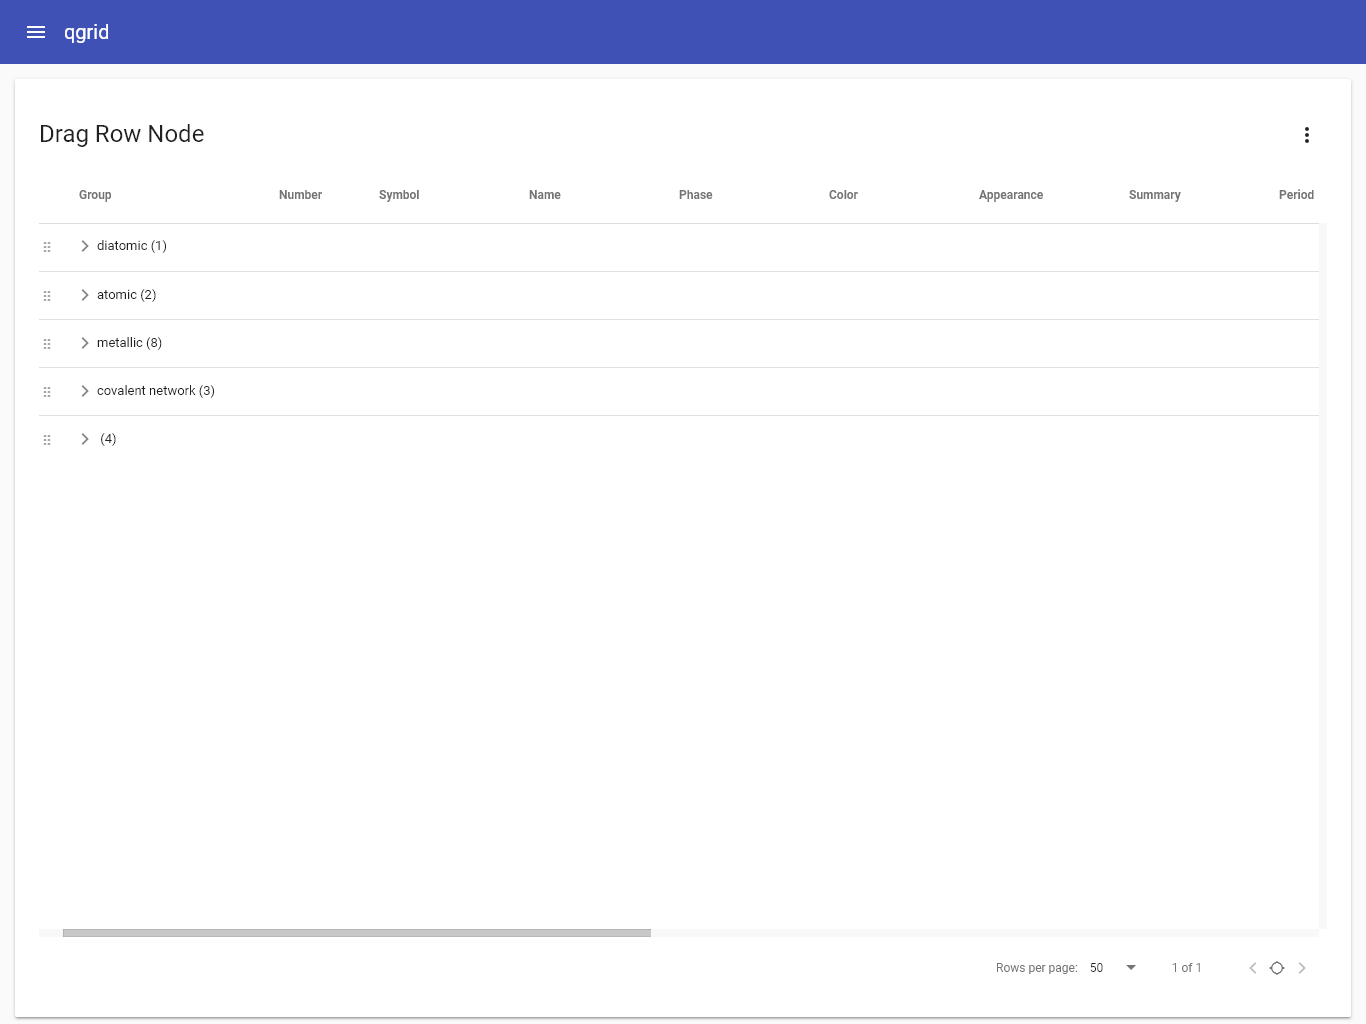 qgrid
Drag Row Node
Group Number Symbol Name Phase Color Appearance Summary Period
diatomic (1)
atomic (2)
metallic (8)
covalent network (3)
(4)
Rows per page: 50 1 of 1